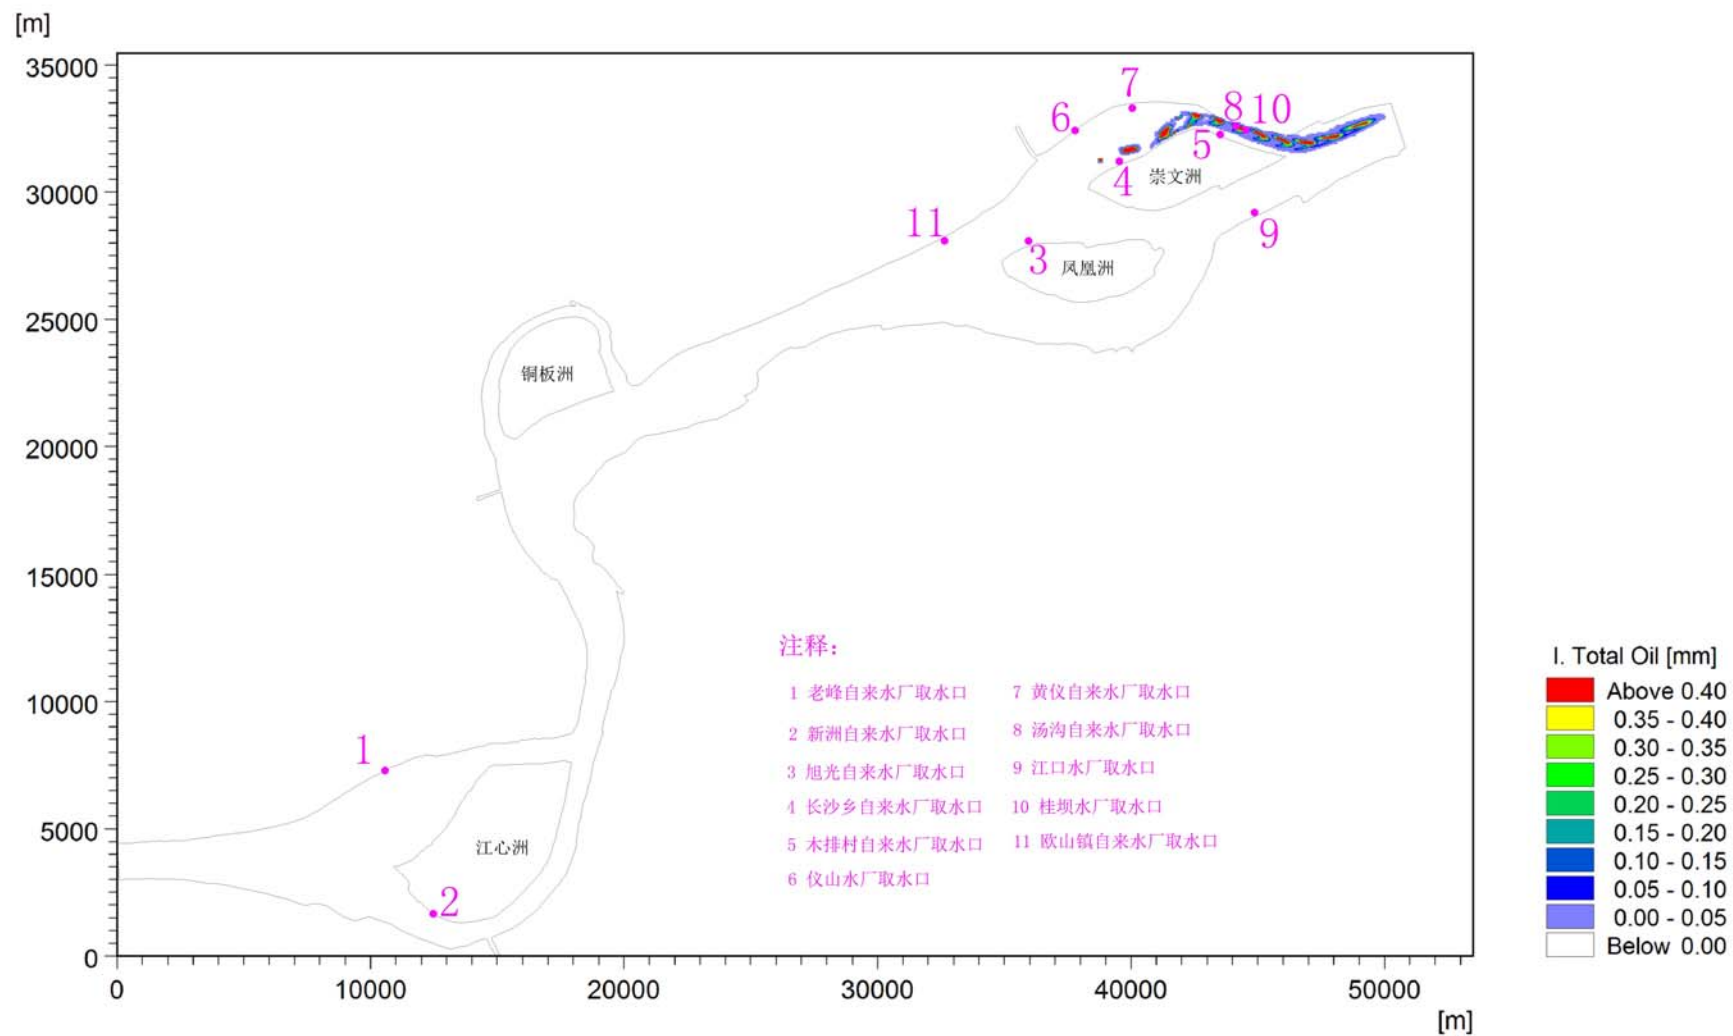 [m]
35000
30000
25000
20000
15000
10000
5000
0
0
10000
20000
30000
40000
50000
[m]
7
6
8
10
5
4
崇文洲
11
9
3
凤凰洲
铜板洲
1
江心洲
2
注释：
1 老峰自来水厂取水口
2 新洲自来水厂取水口
3 旭光自来水厂取水口
4 长沙乡自来水厂取水口
5 木排村自来水厂取水口
6 仪山水厂取水口
7 黄仪自来水厂取水口
8 汤沟自来水厂取水口
9 江口水厂取水口
10 桂坝水厂取水口
11 欧山镇自来水厂取水口
I. Total Oil [mm]
Above 0.40
0.35 - 0.40
0.30 - 0.35
0.25 - 0.30
0.20 - 0.25
0.15 - 0.20
0.10 - 0.15
0.05 - 0.10
0.00 - 0.05
Below 0.00